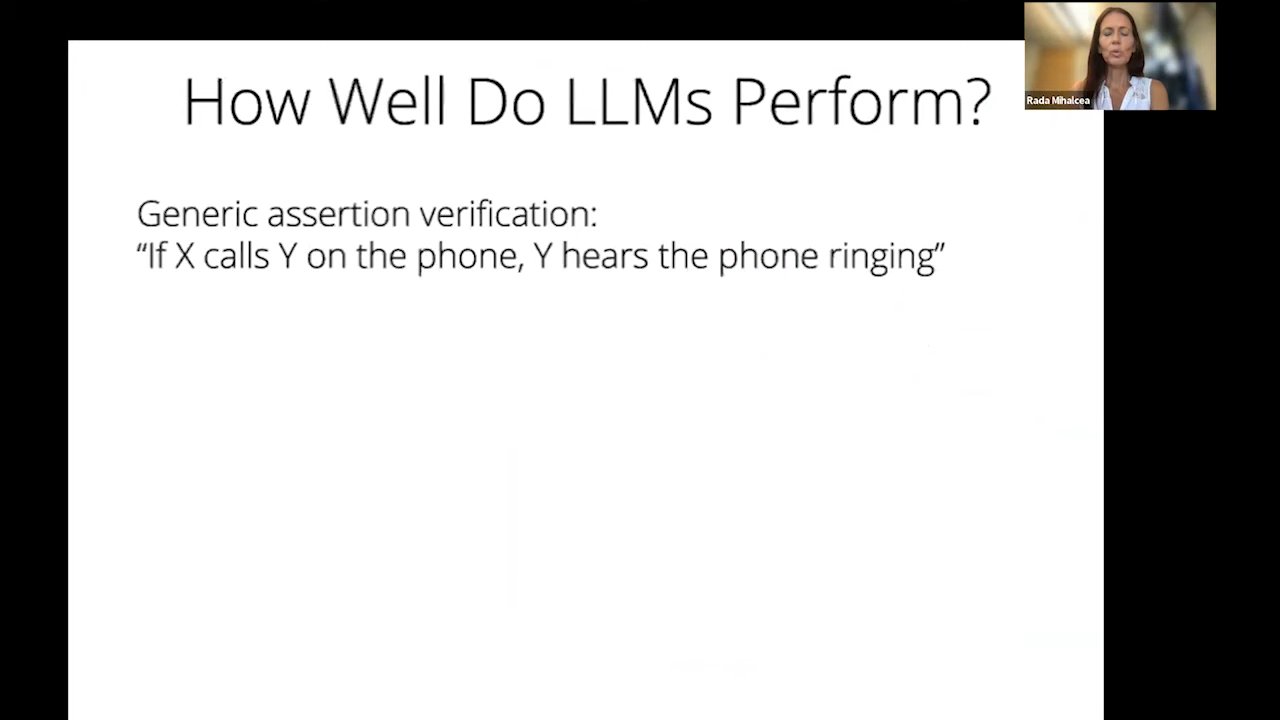 How Well Do LLMs Perform?
Rada Mihalcea
Generic assertion verification:
“If X calls Y on the phone, Y hears the phone ringing”